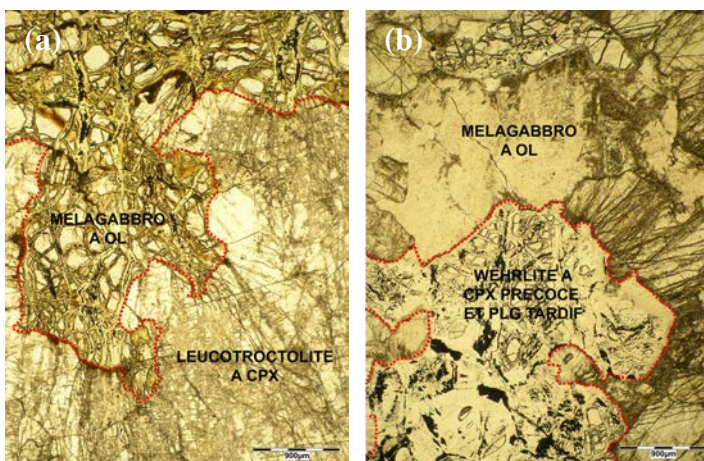 (a)
MELAGABBRO
A OL
LEUCOTROCTOLITE
A CPX
900µm
(b)
MELAGABBRO
A OL
WEHRLITE A
CPX PRECOCE
ET PLG TARDIF
900µm